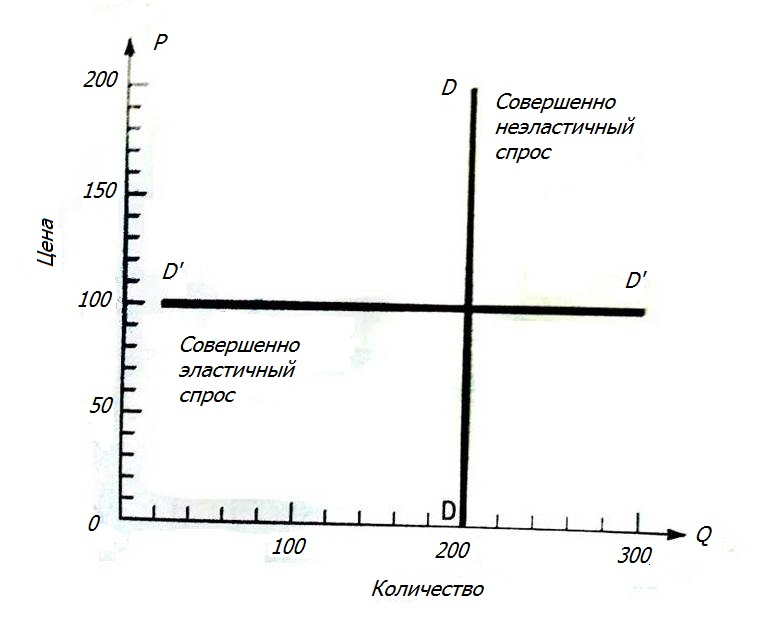 P
200
D
Совершенно
неэластичный
спрос
150
Цена
D'
D'
100
Совершенно
эластичный
спрос
50
D
0
100
200
300
Q
Количество